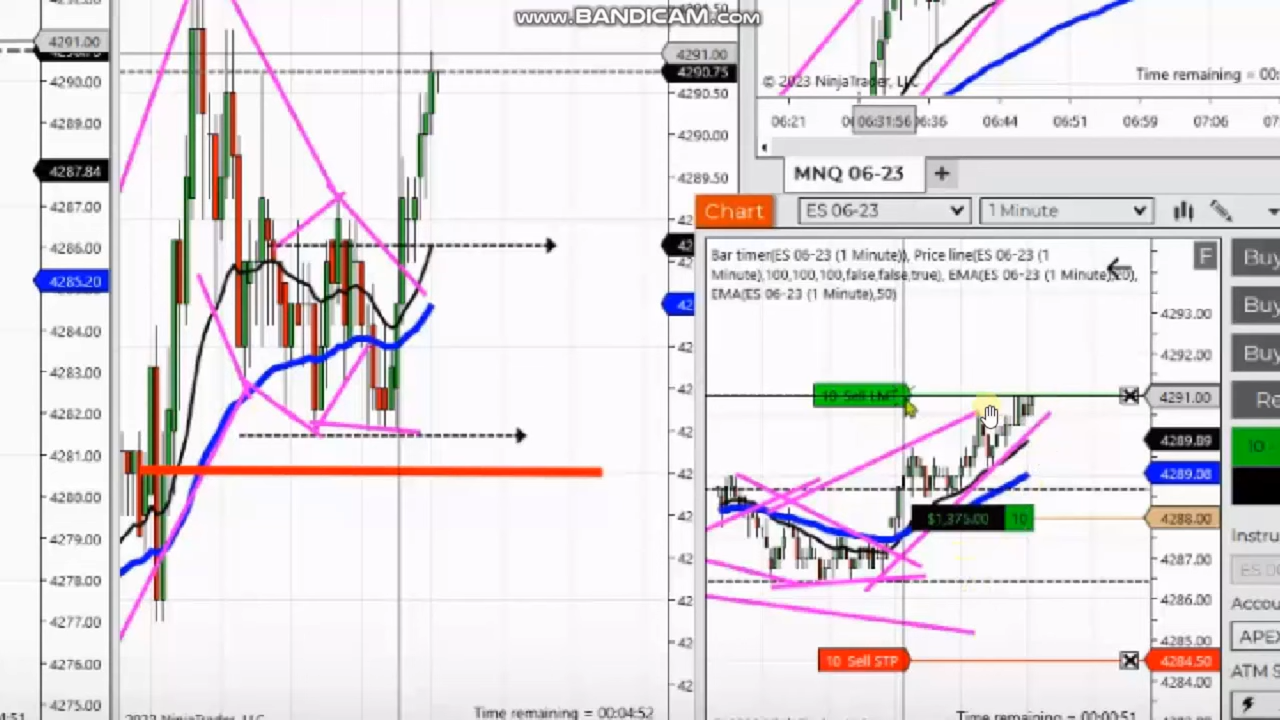 www.BANDICAM.com
4291.00
4290.00
4289.00
4287.84
4287.00
4286.00
4285.20
4284.00
4283.00
4282.00
4281.00
4280.00
4279.00
4278.00
4277.00
4276.00
4275.00
4291.00
4290.75
4290.50
4290.00
4289.50
Time remaining = 00:04:52
© 2023 NinjaTrader, LLC
Time remaining = 00:
06:21
06:31:56
06:36
06:44
06:51
06:59
07:06
MNQ 06-23
+
Chart
ES 06-23
1 Minute
Bar timer(ES 06-23 (1 Minute)), Price line(ES 06-23 (1
Minute),100,100,100,false,false,true), EMA(ES 06-23 (1 Minute),20),
EMA(ES 06-23 (1 Minute),50)
F
4293.00
4292.00
10 Sell LMT
4291.00
4289.09
4289.08
$1,375.00 10
4288.00
4287.00
4286.00
4285.00
10 Sell STP
4284.50
4284.00
Time remaining = 00:00:51
Buy
Buy
Buy
10
ATM S